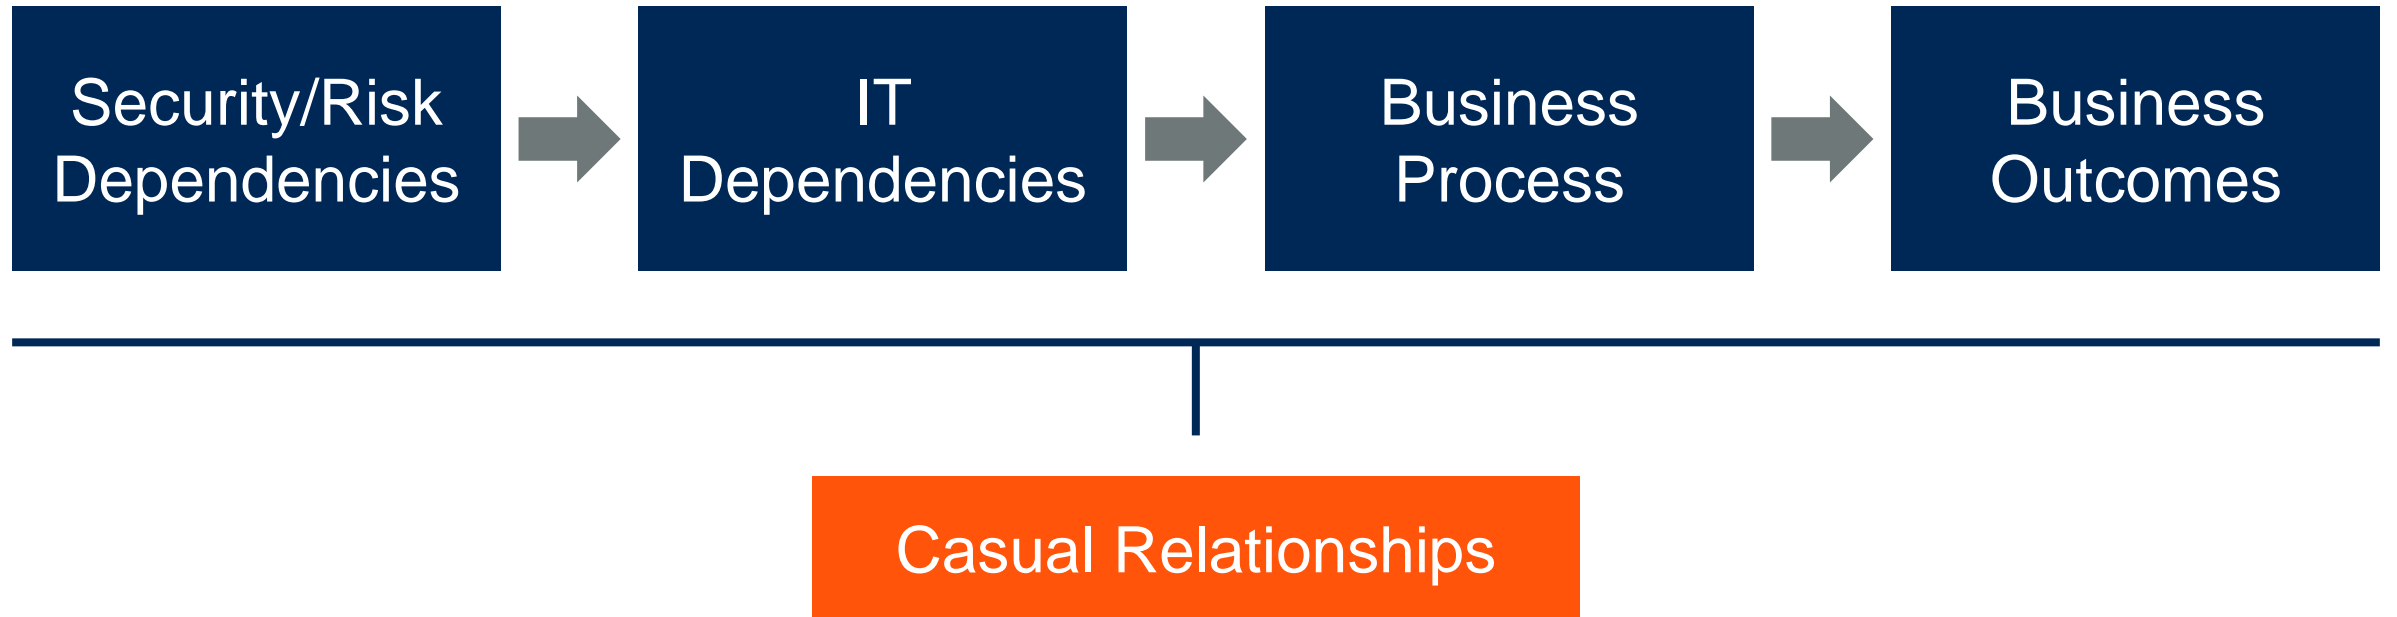 Security/Risk
Dependencies
IT
Dependencies
Business
Process
Business
Outcomes
Casual Relationships